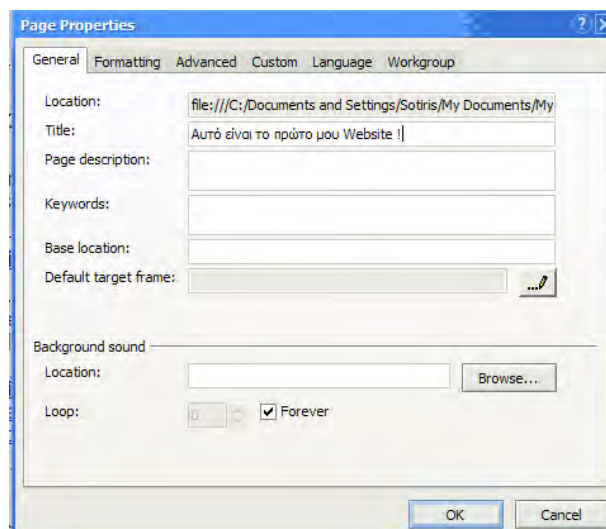 Page Properties
General Formatting Advanced Custom Language Workgroup
Location: file:///C:/Documents and Settings/Sotiris/My Documents/My
Title: Αυτό είναι το πρώτο μου Website !
Page description:
Keywords:
Base location:
Default target frame:
Background sound
Location: Browse...
Loop: 0 Forever
OK Cancel